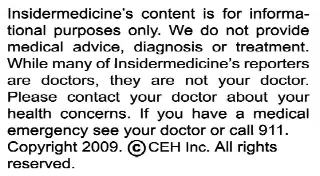 Insidermedicine's content is for informa-
tional purposes only. We do not provide
medical advice, diagnosis or treatment.
While many of Insidermedicine's reporters
are doctors, they are not your doctor.
Please contact your doctor about your
health concerns. If you have a medical
emergency see your doctor or call 911.
Copyright 2009. ©CEH Inc. All rights
reserved.